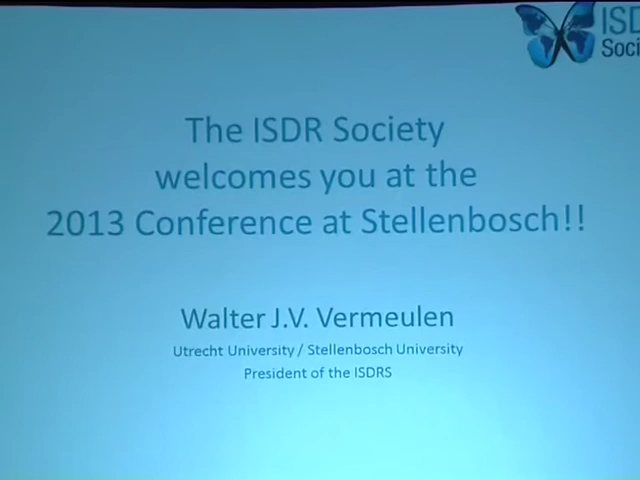 The ISDR Society
welcomes you at the
2013 Conference at Stellenbosch!!
Walter J.V. Vermeulen
Utrecht University / Stellenbosch University
President of the ISDRS